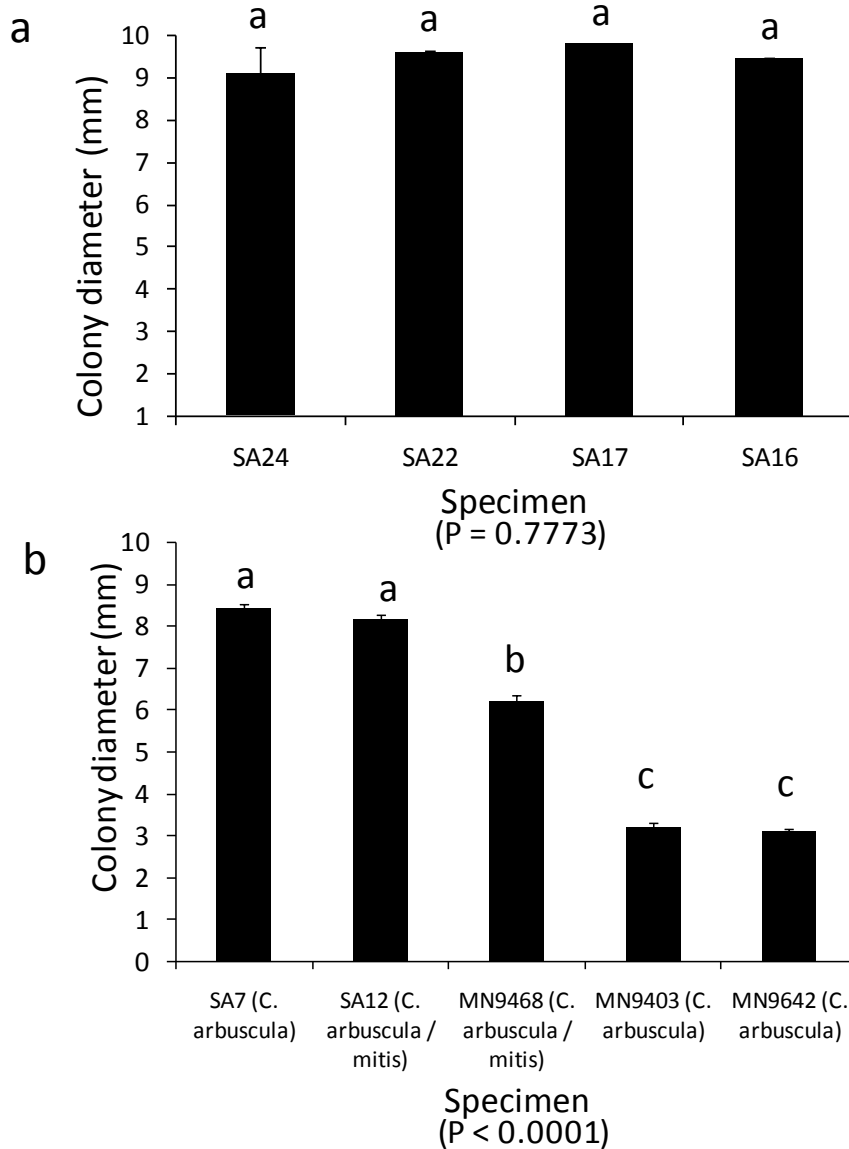 a
a a a a
Colony diameter (mm)
10
9
8
7
6
5
4
3
2
1
SA24 SA22 SA17 SA16
Specimen
(P = 0.7773)
b
a a b c c
Colony diameter (mm)
10
9
8
7
6
5
4
3
2
1
0
SA7 (C. SA12 (C. MN9468 (C. MN9403 (C. MN9642 (C.
arbuscula) arbuscula / arbuscula / arbuscula) arbuscula)
mitis) mitis)
Specimen
(P < 0.0001)